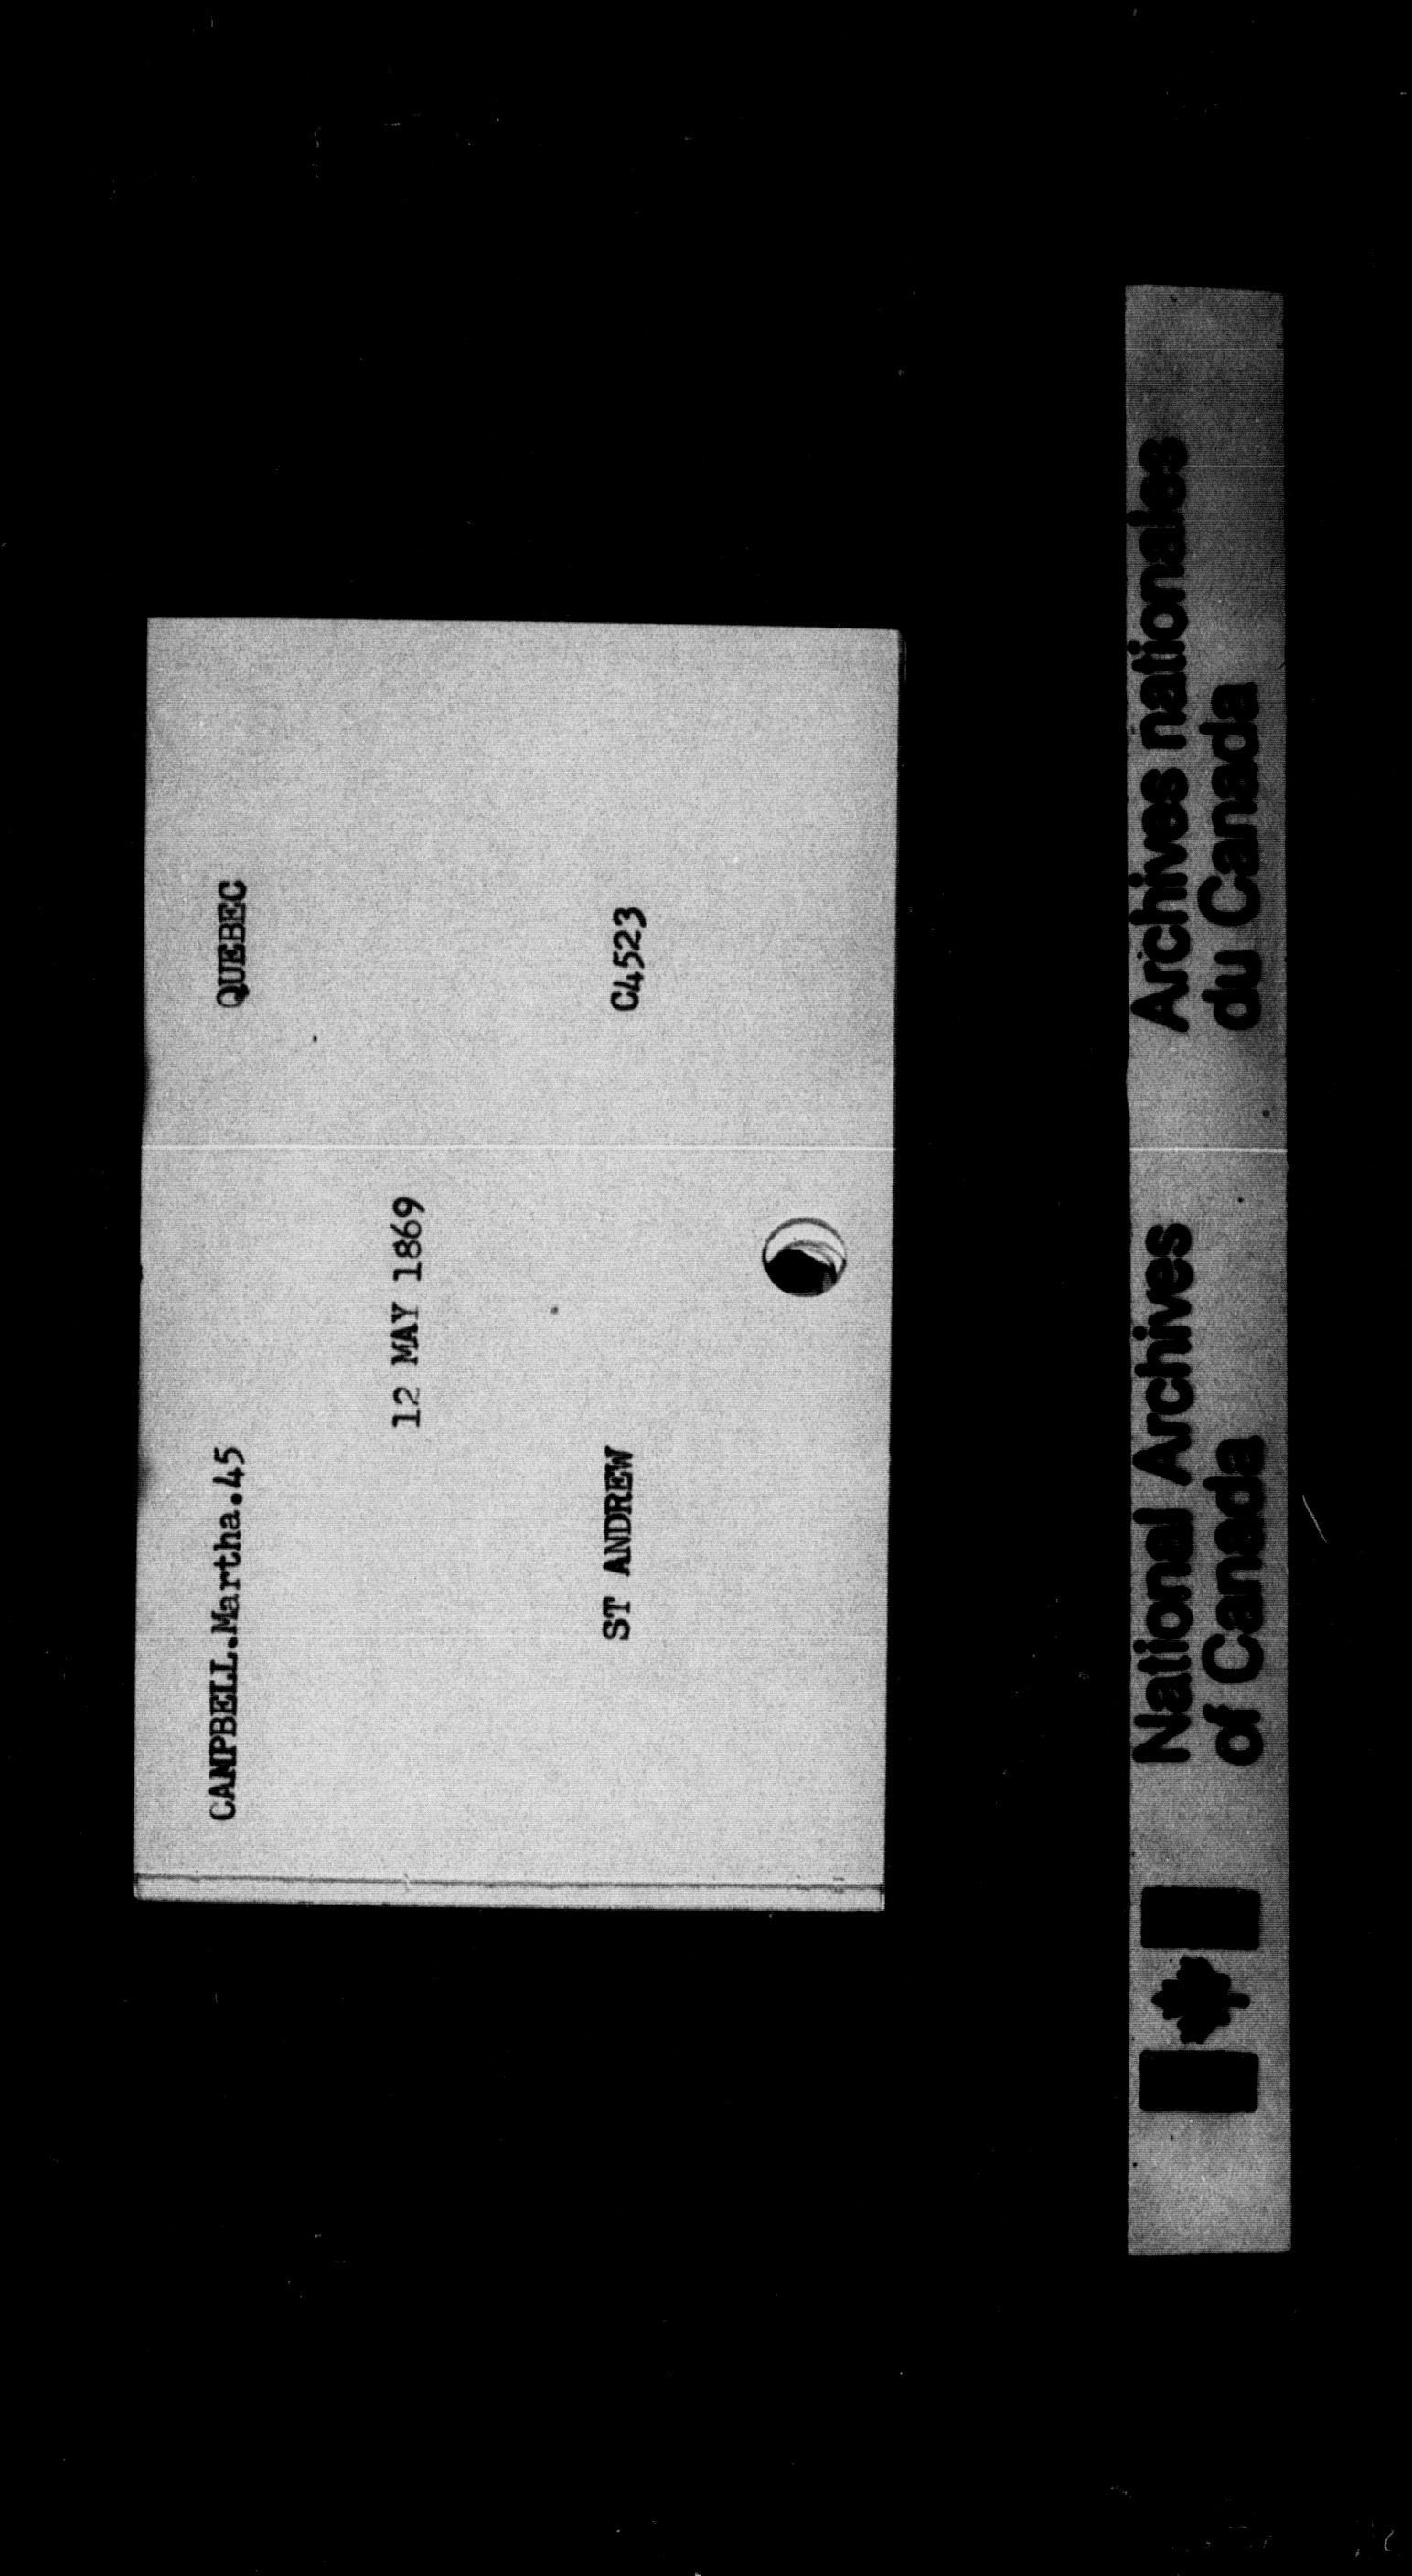 CAMPBELL.Martha.45 QUEBEC
12 MAY 1869
ST ANDREW C4523
National Archives
of Canada
Archives nationales
du Canada